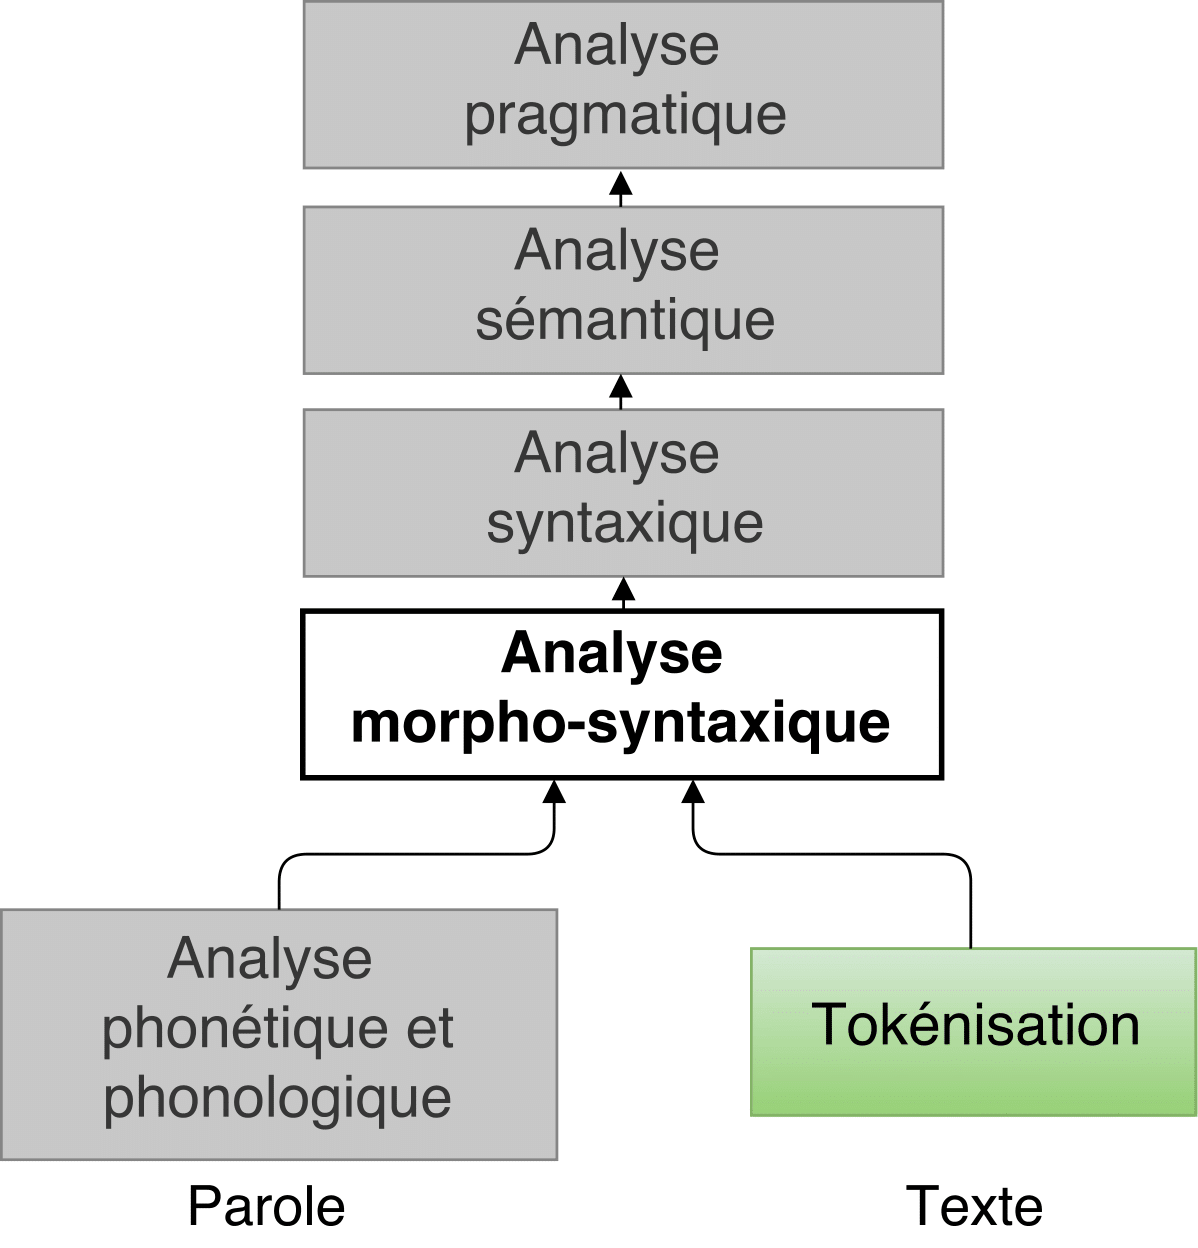 Analyse
pragmatique
Analyse
sémantique
Analyse
syntaxique
Analyse
morpho-syntaxique
Analyse
phonétique et
phonologique
Tokénisation
Parole
Texte